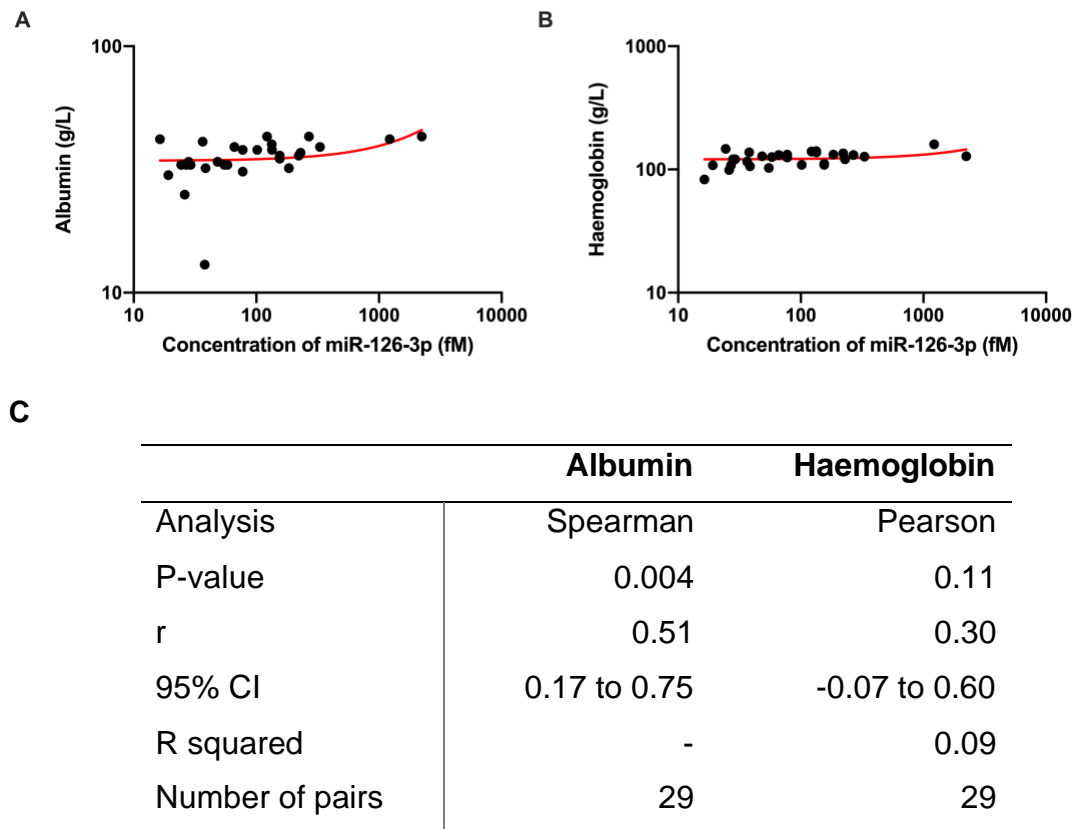 A
B
100
10
Albumin (g/L)
10 100 1000 10000
Concentration of miR-126-3p (fM)
1000
100
10
Haemoglobin (g/L)
10 100 1000 10000
Concentration of miR-126-3p (fM)
C
Albumin Haemoglobin
Analysis Spearman Pearson
P-value 0.004 0.11
r 0.51 0.30
95% CI 0.17 to 0.75 -0.07 to 0.60
R squared - 0.09
Number of pairs 29 29